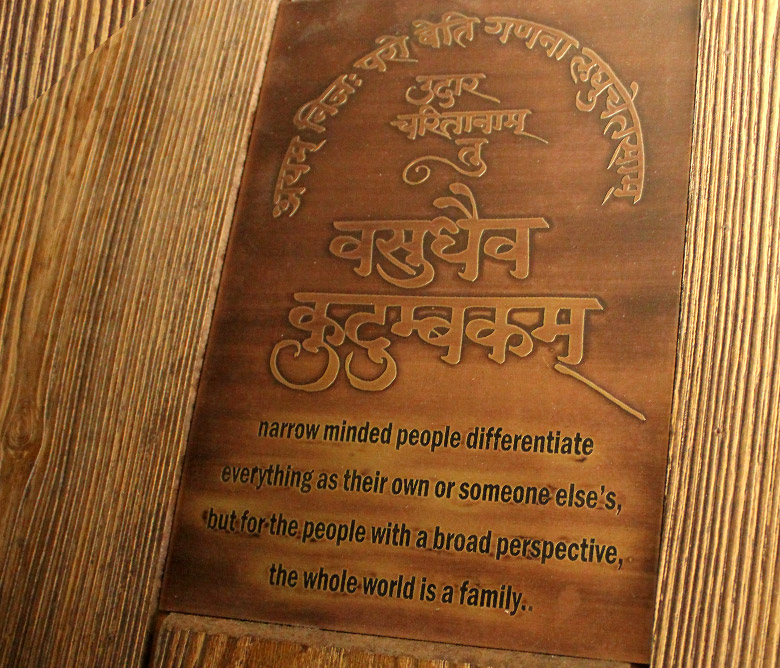 अयम् निजः परो वेति गणना लघुचेतसाम्
उदार
चरितानाम्
तु
वसुधैव
कुटुम्बकम्
narrow minded people differentiate
everything as their own or someone else's,
but for the people with a broad perspective,
the whole world is a family..